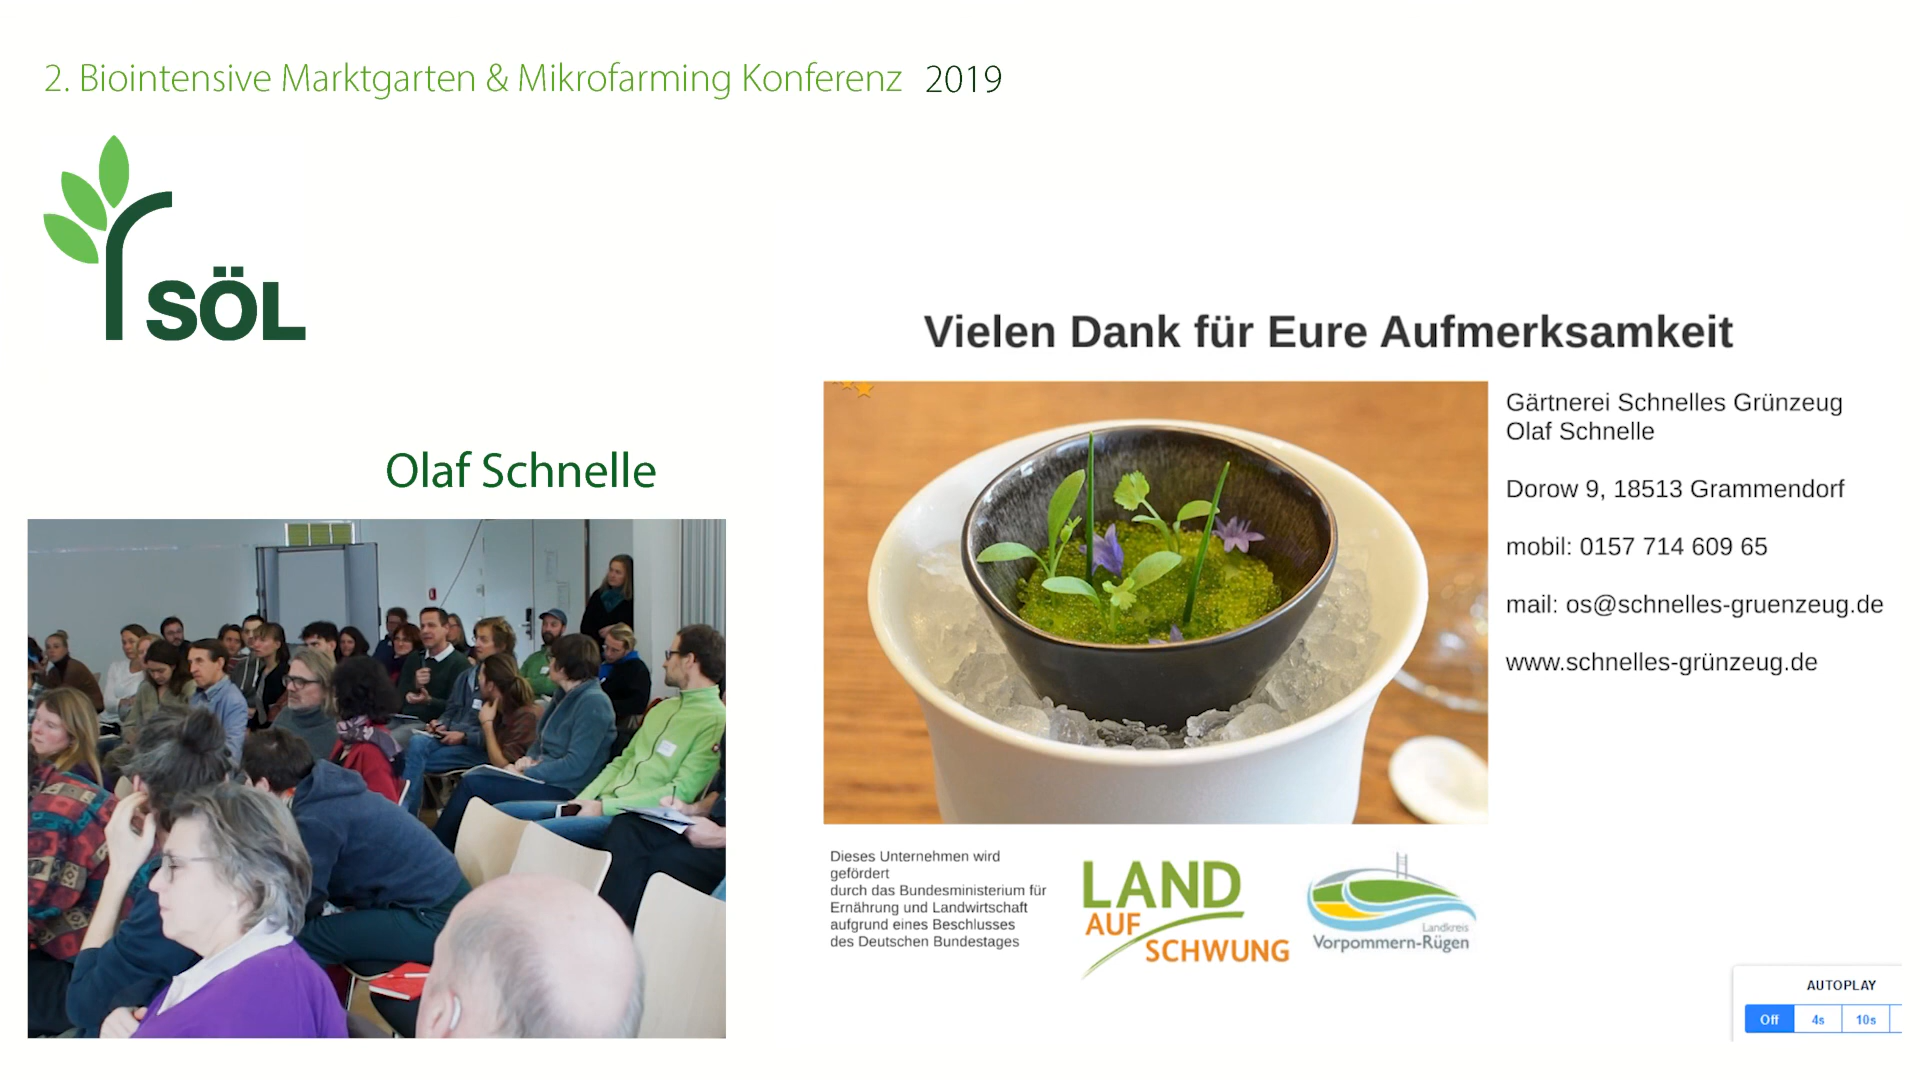 2. Biointensive Marktgarten & Mikrofarming Konferenz 2019
SÖL
Olaf Schnelle
Vielen Dank für Eure Aufmerksamkeit
Gärtnerei Schnelles Grünzeug
Olaf Schnelle
Dorow 9, 18513 Grammendorf
mobil: 0157 714 609 65
mail: os@schnelles-gruenzeug.de
www.schnelles-grünzeug.de
Dieses Unternehmen wird
gefördert
durch das Bundesministerium für
Ernährung und Landwirtschaft
aufgrund eines Beschlusses
des Deutschen Bundestages
LAND
AUF
SCHWUNG
Landkreis
Vorpommern-Rügen
AUTOPLAY
Off 4s 10s